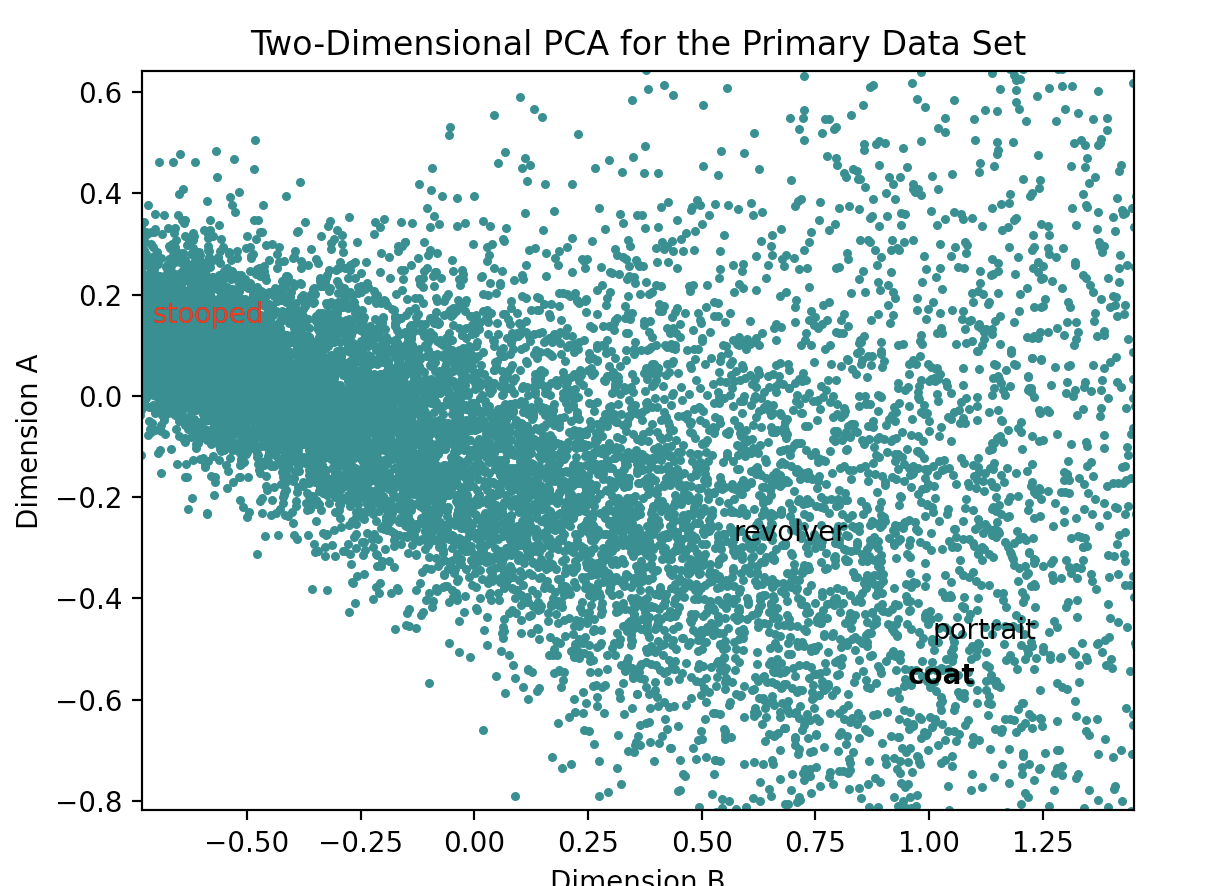 Two-Dimensional PCA for the Primary Data Set
0.6
0.4
0.2
0.0
−0.2
−0.4
−0.6
−0.8
Dimension A
stooped
revolver
portrait
coat
−0.50 −0.25 0.00 0.25 0.50 0.75 1.00 1.25
Dimension B